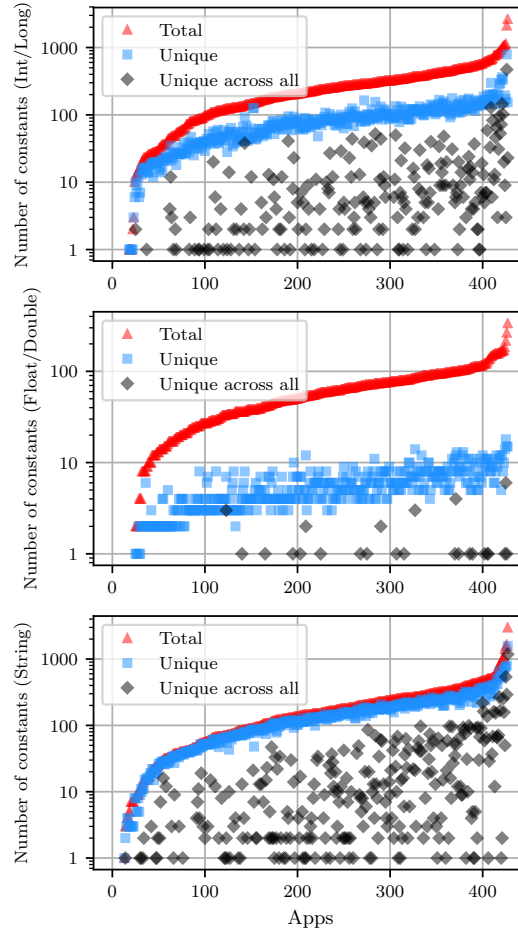 Number of constants (Int/Long)
1000
100
10
1
Total
Unique
Unique across all
0
100
200
300
400
Number of constants (Float/Double)
100
10
1
Total
Unique
Unique across all
0
100
200
300
400
Number of constants (String)
1000
100
10
1
Total
Unique
Unique across all
0
100
200
300
400
Apps